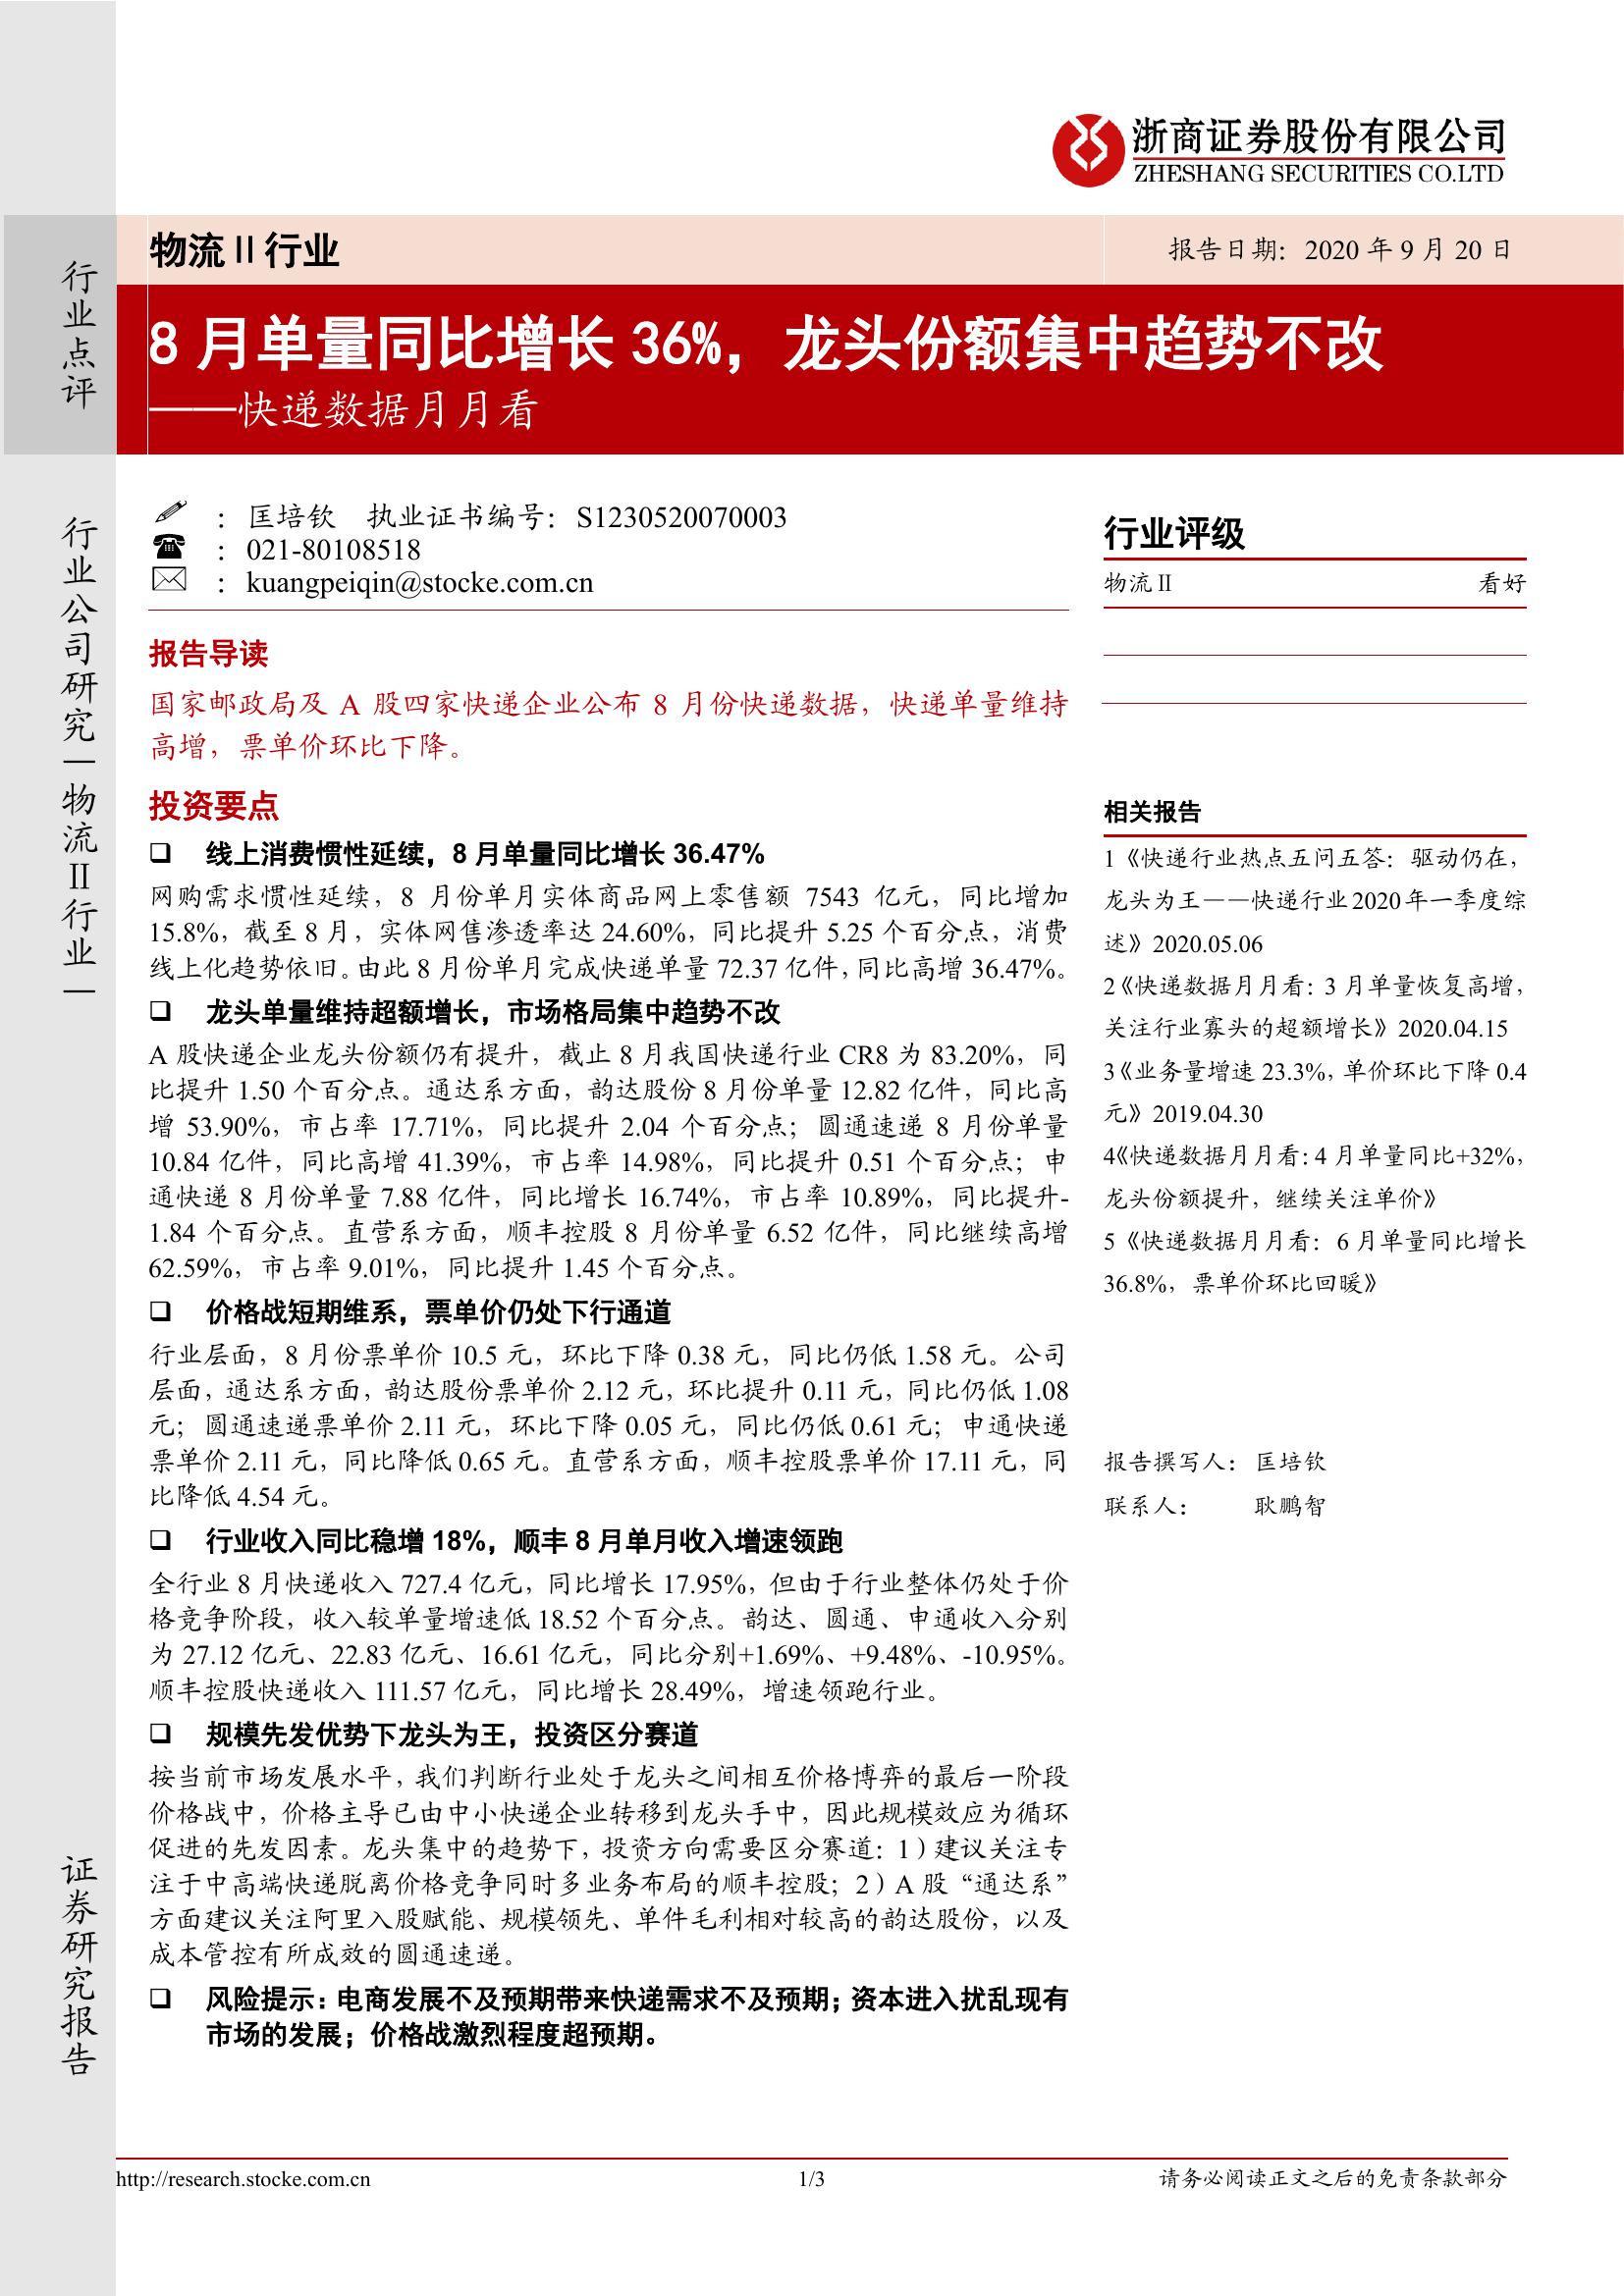 浙商证券股份有限公司
ZHESHANG SECURITIES CO.LTD
行业点评
物流Ⅱ行业
报告日期：2020 年 9 月 20 日
8 月单量同比增长 36%，龙头份额集中趋势不改
——快递数据月月看
行业公司研究｜物流Ⅱ行业｜
证券研究报告
：匡培钦 执业证书编号：S1230520070003
：021-80108518
：kuangpeiqin@stocke.com.cn
报告导读
国家邮政局及 A 股四家快递企业公布 8 月份快递数据，快递单量维持
高增，票单价环比下降。
投资要点
❑ 线上消费惯性延续，8 月单量同比增长 36.47%
网购需求惯性延续，8 月份单月实体商品网上零售额 7543 亿元，同比增加
15.8%，截至 8 月，实体网售渗透率达 24.60%，同比提升 5.25 个百分点，消费
线上化趋势依旧。由此 8 月份单月完成快递单量 72.37 亿件，同比高增 36.47%。
❑ 龙头单量维持超额增长，市场格局集中趋势不改
A 股快递企业龙头份额仍有提升，截止 8 月我国快递行业 CR8 为 83.20%，同
比提升 1.50 个百分点。通达系方面，韵达股份 8 月份单量 12.82 亿件，同比高
增 53.90%，市占率 17.71%，同比提升 2.04 个百分点；圆通速递 8 月份单量
10.84 亿件，同比高增 41.39%，市占率 14.98%，同比提升 0.51 个百分点；申
通快递 8 月份单量 7.88 亿件，同比增长 16.74%，市占率 10.89%，同比提升-
1.84 个百分点。直营系方面，顺丰控股 8 月份单量 6.52 亿件，同比继续高增
62.59%，市占率 9.01%，同比提升 1.45 个百分点。
❑ 价格战短期维系，票单价仍处下行通道
行业层面，8 月份票单价 10.5 元，环比下降 0.38 元，同比仍低 1.58 元。公司
层面，通达系方面，韵达股份票单价 2.12 元，环比提升 0.11 元，同比仍低 1.08
元；圆通速递票单价 2.11 元，环比下降 0.05 元，同比仍低 0.61 元；申通快递
票单价 2.11 元，同比降低 0.65 元。直营系方面，顺丰控股票单价 17.11 元，同
比降低 4.54 元。
❑ 行业收入同比稳增 18%，顺丰 8 月单月收入增速领跑
全行业 8 月快递收入 727.4 亿元，同比增长 17.95%，但由于行业整体仍处于价
格竞争阶段，收入较单量增速低 18.52 个百分点。韵达、圆通、申通收入分别
为 27.12 亿元、22.83 亿元、16.61 亿元，同比分别+1.69%、+9.48%、-10.95%。
顺丰控股快递收入 111.57 亿元，同比增长 28.49%，增速领跑行业。
❑ 规模先发优势下龙头为王，投资区分赛道
按当前市场发展水平，我们判断行业处于龙头之间相互价格博弈的最后一阶段
价格战中，价格主导已由中小快递企业转移到龙头手中，因此规模效应为循环
促进的先发因素。龙头集中的趋势下，投资方向需要区分赛道：1）建议关注专
注于中高端快递脱离价格竞争同时多业务布局的顺丰控股；2）A 股“通达系”
方面建议关注阿里入股赋能、规模领先、单件毛利相对较高的韵达股份，以及
成本管控有所成效的圆通速递。
❑ 风险提示：电商发展不及预期带来快递需求不及预期；资本进入扰乱现有
市场的发展；价格战激烈程度超预期。
行业评级
物流Ⅱ 看好
相关报告
1《快递行业热点五问五答：驱动仍在，
龙头为王——快递行业2020年一季度综
述》2020.05.06
2《快递数据月月看：3 月单量恢复高增，
关注行业寡头的超额增长》2020.04.15
3《业务量增速 23.3%，单价环比下降 0.4
元》2019.04.30
4《快递数据月月看：4 月单量同比+32%，
龙头份额提升，继续关注单价》
5《快递数据月月看：6 月单量同比增长
36.8%，票单价环比回暖》
报告撰写人：匡培钦
联系人： 耿鹏智
http://research.stocke.com.cn 1/3 请务必阅读正文之后的免责条款部分